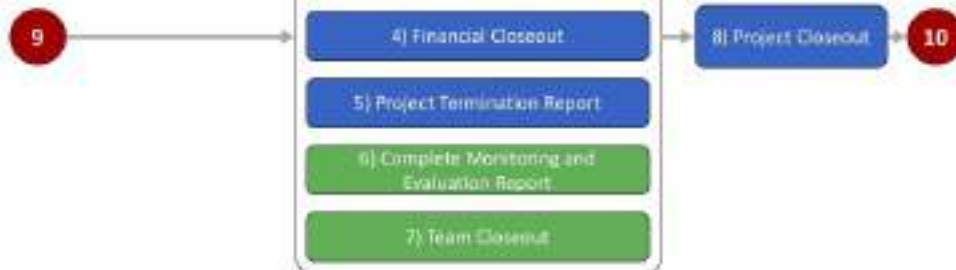 9
4) Financial Closeout
8) Project Closeout
10
5) Project Termination Report
6) Complete Monitoring and
Evaluation Report
7) Team Closeout